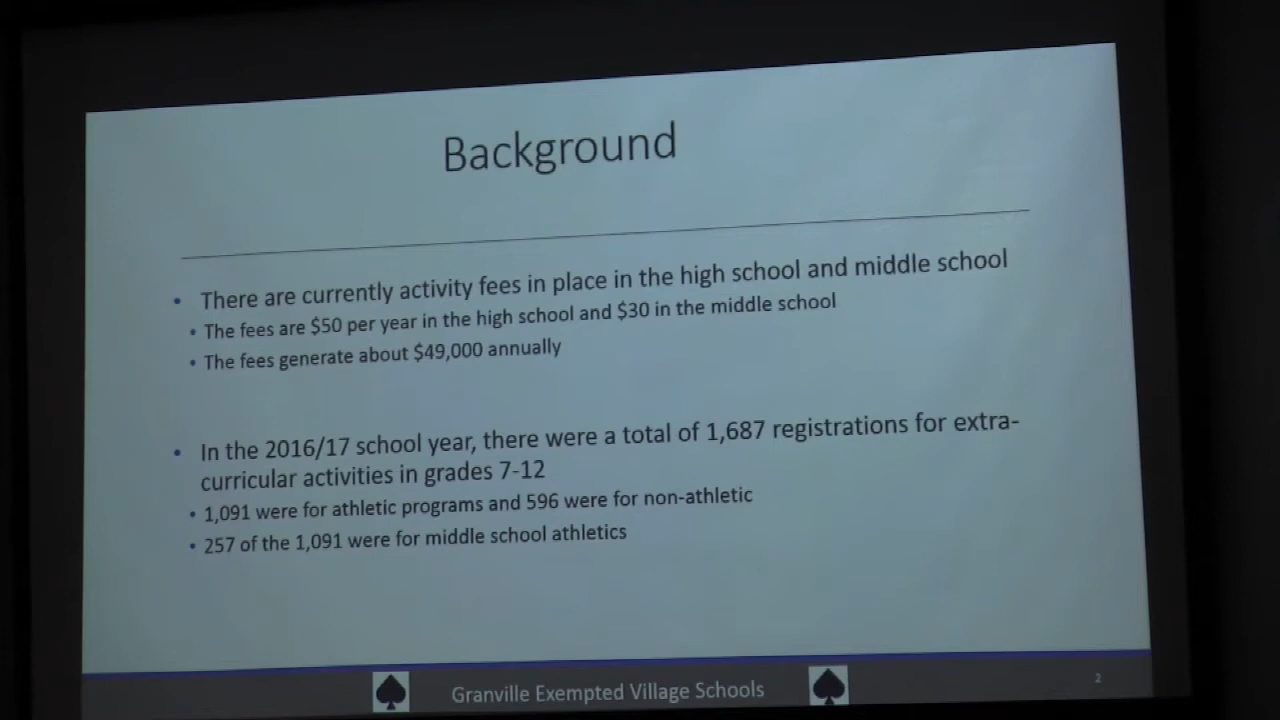 Background
• There are currently activity fees in place in the high school and middle school
• The fees are $50 per year in the high school and $30 in the middle school
• The fees generate about $49,000 annually
• In the 2016/17 school year, there were a total of 1,687 registrations for extra-
curricular activities in grades 7-12
• 1,091 were for athletic programs and 596 were for non-athletic
• 257 of the 1,091 were for middle school athletics
Granville Exempted Village Schools
2